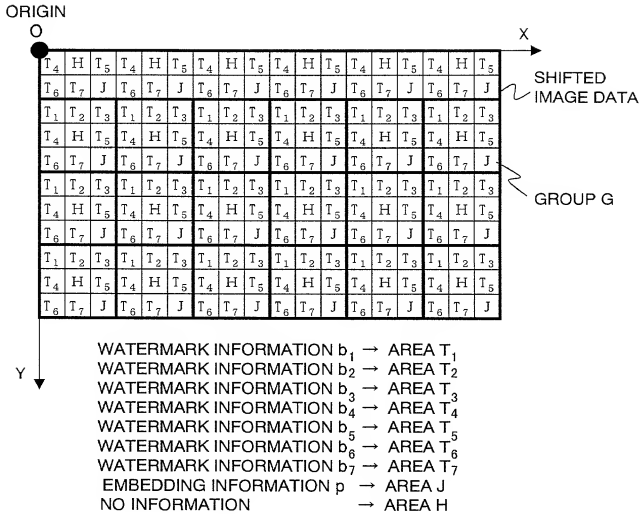 ORIGIN
O
X
T4 H T5 T4 H T5 T4 H T5 T4 H T5 T4 H T5 T4 H T5
T6 T7 J T6 T7 J T6 T7 J T6 T7 J T6 T7 J T6 T7 J
SHIFTED
IMAGE DATA
T1 T2 T3 T1 T2 T3 T1 T2 T3 T1 T2 T3 T1 T2 T3 T1 T2 T3
T4 H T5 T4 H T5 T4 H T5 T4 H T5 T4 H T5 T4 H T5
T6 T7 J T6 T7 J T6 T7 J T6 T7 J T6 T7 J T6 T7 J
GROUP G
T1 T2 T3 T1 T2 T3 T1 T2 T3 T1 T2 T3 T1 T2 T3 T1 T2 T3
T4 H T5 T4 H T5 T4 H T5 T4 H T5 T4 H T5 T4 H T5
T6 T7 J T6 T7 J T6 T7 J T6 T7 J T6 T7 J T6 T7 J
T1 T2 T3 T1 T2 T3 T1 T2 T3 T1 T2 T3 T1 T2 T3 T1 T2 T3
T4 H T5 T4 H T5 T4 H T5 T4 H T5 T4 H T5 T4 H T5
T6 T7 J T6 T7 J T6 T7 J T6 T7 J T6 T7 J T6 T7 J
Y
WATERMARK INFORMATION b1 → AREA T1
WATERMARK INFORMATION b2 → AREA T2
WATERMARK INFORMATION b3 → AREA T3
WATERMARK INFORMATION b4 → AREA T4
WATERMARK INFORMATION b5 → AREA T5
WATERMARK INFORMATION b6 → AREA T6
WATERMARK INFORMATION b7 → AREA T7
EMBEDDING INFORMATION p → AREA J
NO INFORMATION → AREA H